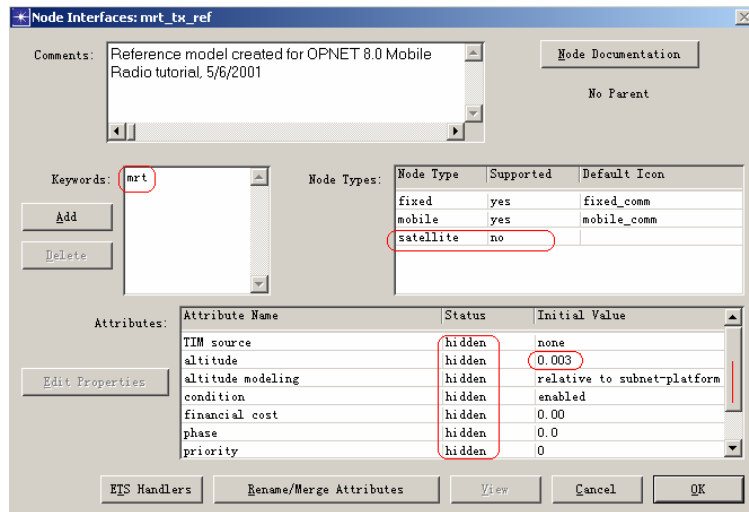 Node Interfaces: mrt_tx_ref
Comments:
Reference model created for OPNET 8.0 Mobile
Radio tutorial, 5/6/2001
Node Documentation
No Parent
Keywords:
mrt
Add
Delete
Node Types:
Node Type Supported Default Icon
fixed yes fixed_comm
mobile yes mobile_comm
satellite no
Attributes:
Attribute Name Status Initial Value
TIM source hidden none
altitude hidden 0.003
altitude modeling hidden relative to subnet-platform
condition hidden enabled
financial cost hidden 0.00
phase hidden 0.0
priority hidden 0
Edit Properties
ETS Handlers Rename/Merge Attributes View Cancel OK